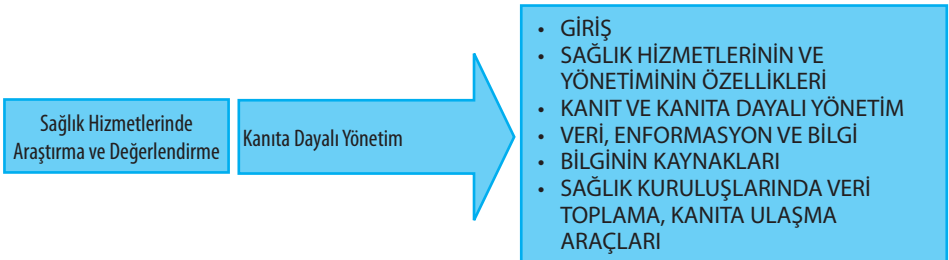 Sağlık Hizmetlerinde
Araştırma ve Değerlendirme
Kanıta Dayalı Yönetim
• GİRİŞ
• SAĞLIK HİZMETLERİNİN VE
YÖNETİMİNİN ÖZELLİKLERİ
• KANIT VE KANITA DAYALI YÖNETİM
• VERİ, ENFORMASYON VE BİLGİ
• BİLGİNİN KAYNAKLARI
• SAĞLIK KURULUŞLARINDA VERİ
TOPLAMA, KANITA ULAŞMA
ARAÇLARI